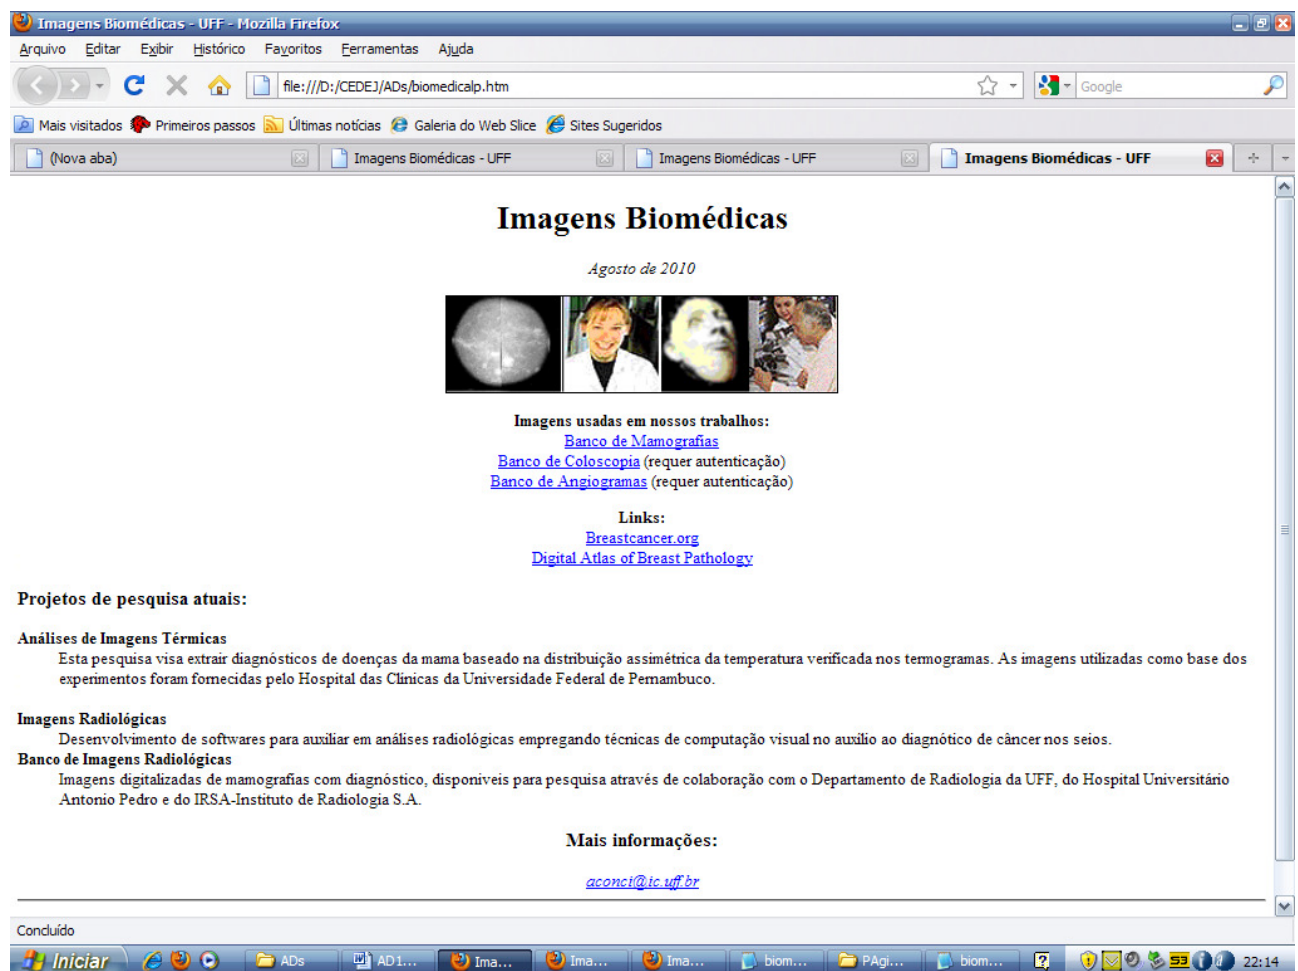 Imagens Biomédicas - UFF - Mozilla Firefox
Arquivo Editar Exibir Histórico Favoritos Ferramentas Ajuda
file:///D:/CEDEJ/ADs/biomedicalp.htm Google
Mais visitados Primeiros passos Últimas notícias Galeria do Web Slice Sites Sugeridos
(Nova aba) Imagens Biomédicas - UFF Imagens Biomédicas - UFF Imagens Biomédicas - UFF
Imagens Biomédicas
Agosto de 2010
Imagens usadas em nossos trabalhos:
Banco de Mamografias
Banco de Coloscopia (requer autenticação)
Banco de Angiogramas (requer autenticação)
Links:
Breastcancer.org
Digital Atlas of Breast Pathology
Projetos de pesquisa atuais:
Análises de Imagens Térmicas
Esta pesquisa visa extrair diagnósticos de doenças da mama baseado na distribuição assimétrica da temperatura verificada nos termogramas. As imagens utilizadas como base dos
experimentos foram fornecidas pelo Hospital das Clinicas da Universidade Federal de Pernambuco.
Imagens Radiológicas
Desenvolvimento de softwares para auxiliar em análises radiológicas empregando técnicas de computação visual no auxilio ao diagnótico de câncer nos seios.
Banco de Imagens Radiológicas
Imagens digitalizadas de mamografias com diagnóstico, disponiveis para pesquisa através de colaboração com o Departamento de Radiologia da UFF, do Hospital Universitário
Antonio Pedro e do IRSA-Instituto de Radiologia S.A.
Mais informações:
aconci@ic.uff.br
Concluído
Iniciar ADs AD1... Ima... Ima... Ima... biom... PAgi... biom... 22:14